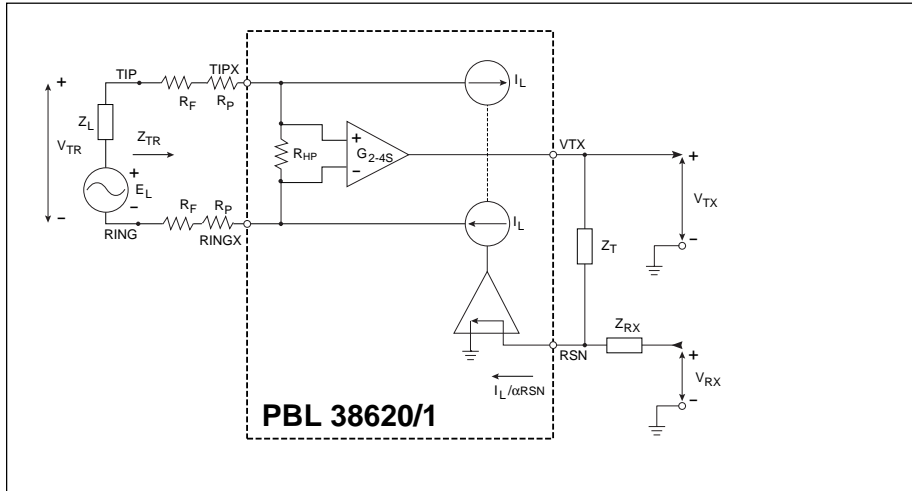 +
TIP
TIPX
R_F
R_P
I_L
Z_L
V_TR
Z_TR
+
R_HP
G_2-4S
−
VTX
+
V_TX
−
+
E_L
−
−
R_F
R_P
RING
RINGX
I_L
Z_T
Z_RX
RSN
+
V_RX
−
I_L/αRSN
PBL 38620/1